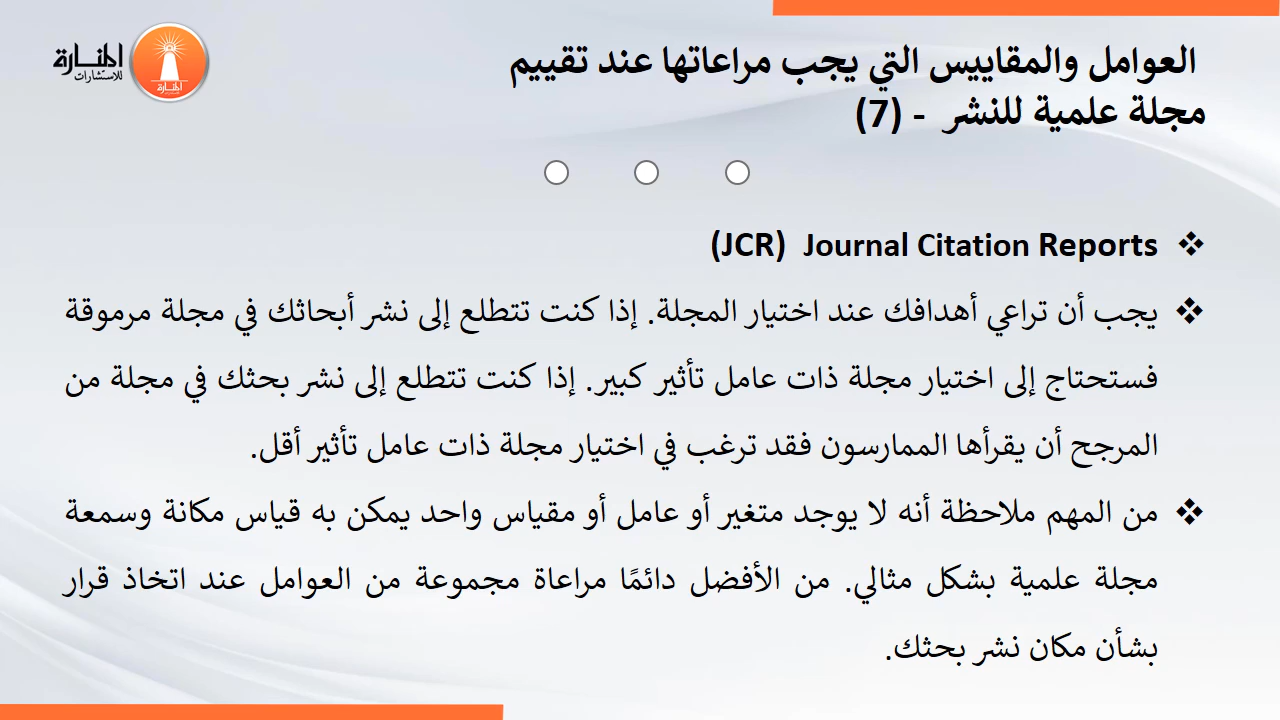 المنارة
للاستشارات
المنارة
العوامل والمقاييس التي يجب مراعاتها عند تقييم
مجلة علمية للنشر - (7)
❖ Journal Citation Reports (JCR)
❖ يجب أن تراعي أهدافك عند اختيار المجلة. إذا كنت تتطلع إلى نشر أبحاثك في مجلة مرموقة
فستحتاج إلى اختيار مجلة ذات عامل تأثير كبير. إذا كنت تتطلع إلى نشر بحثك في مجلة من
المرجح أن يقرأها الممارسون فقد ترغب في اختيار مجلة ذات عامل تأثير أقل.
❖ من المهم ملاحظة أنه لا يوجد متغير أو عامل أو مقياس واحد يمكن به قياس مكانة وسمعة
مجلة علمية بشكل مثالي. من الأفضل دائمًا مراعاة مجموعة من العوامل عند اتخاذ قرار
بشأن مكان نشر بحثك.